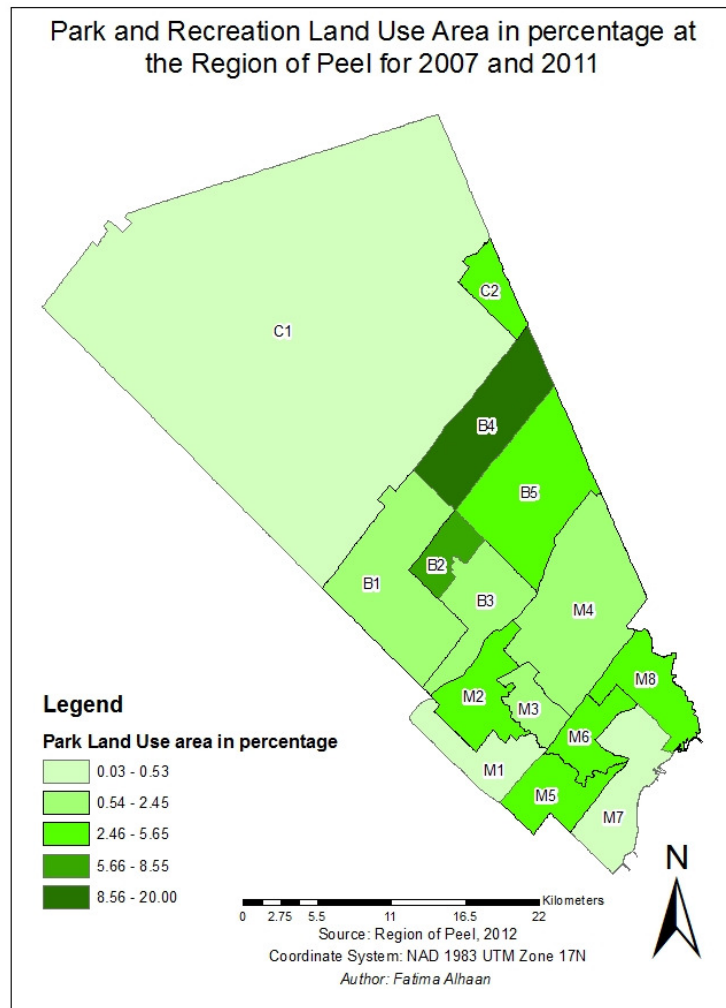 Park and Recreation Land Use Area in percentage at
the Region of Peel for 2007 and 2011
C2
C1
B4
B5
B2
B1
B3
M4
M8
M2
M3
M6
M1
M5
M7
Legend
Park Land Use area in percentage
0.03 - 0.53
0.54 - 2.45
2.46 - 5.65
5.66 - 8.55
8.56 - 20.00
N
Kilometers
0 2.75 5.5 11 16.5 22
Source: Region of Peel, 2012
Coordinate System: NAD 1983 UTM Zone 17N
Author: Fatima Alhaan